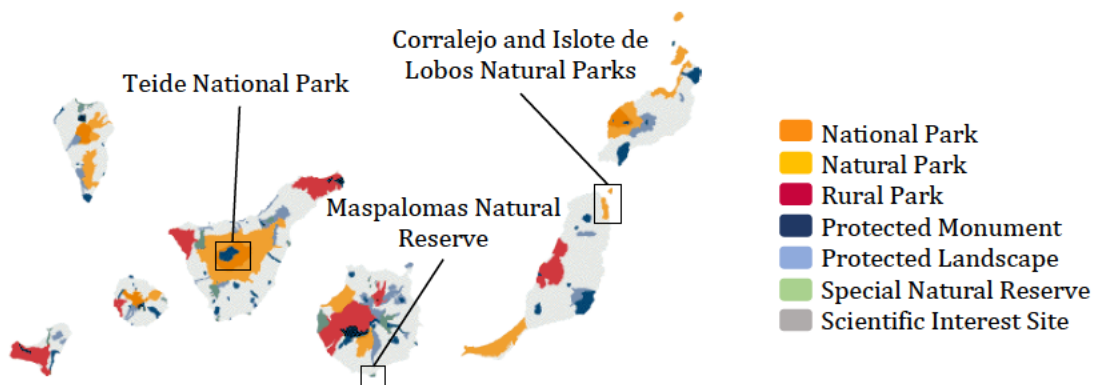 Corralejo and Islote de
Lobos Natural Parks
Teide National Park
Maspalomas Natural
Reserve
National Park
Natural Park
Rural Park
Protected Monument
Protected Landscape
Special Natural Reserve
Scientific Interest Site